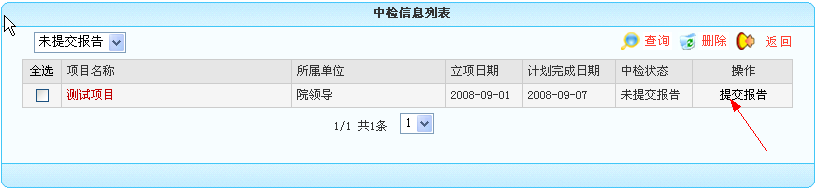 中检信息列表
未提交报告 查询 删除 返回
全选 项目名称 所属单位 立项日期 计划完成日期 中检状态 操作
测试项目 院领导 2008-09-01 2008-09-07 未提交报告 提交报告
1/1 共1条 1